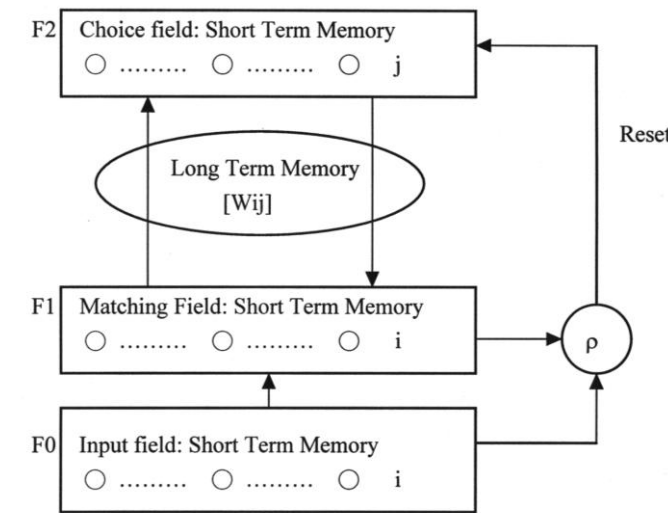 F2 Choice field: Short Term Memory
○ ......... ○ ......... ○ j
Reset
Long Term Memory
[Wij]
F1 Matching Field: Short Term Memory
○ ......... ○ ......... ○ i
ρ
F0 Input field: Short Term Memory
○ ......... ○ ......... ○ i